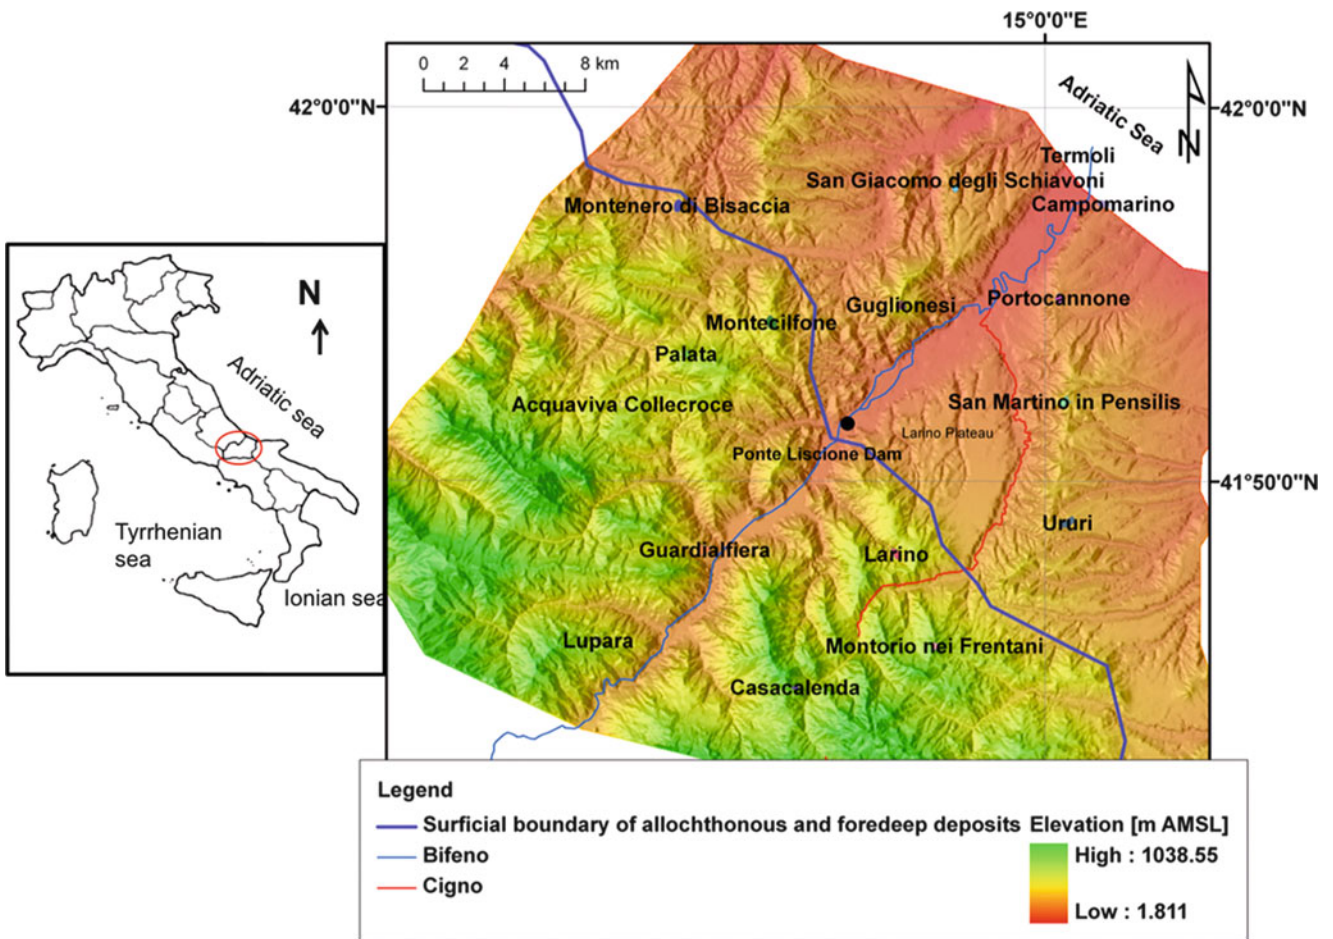 15°0'0"E
0 2 4 8 km
42°0'0"N
42°0'0"N
Adriatic Sea
N
Termoli
San Giacomo degli Schiavoni
Campomarino
Montenero di Bisaccia
Guglionesi
Portocannone
Montecilfone
Palata
Acquaviva Collecroce
San Martino in Pensilis
Larino Plateau
Ponte Liscione Dam
41°50'0"N
Ururi
Guardialfiera
Larino
Lupara
Montorio nei Frentani
Casacalenda
N
Adriatic sea
Tyrrhenian
sea
Ionian sea
Legend
Surficial boundary of allochthonous and foredeep deposits
Bifeno
Cigno
Elevation [m AMSL]
High : 1038.55
Low : 1.811